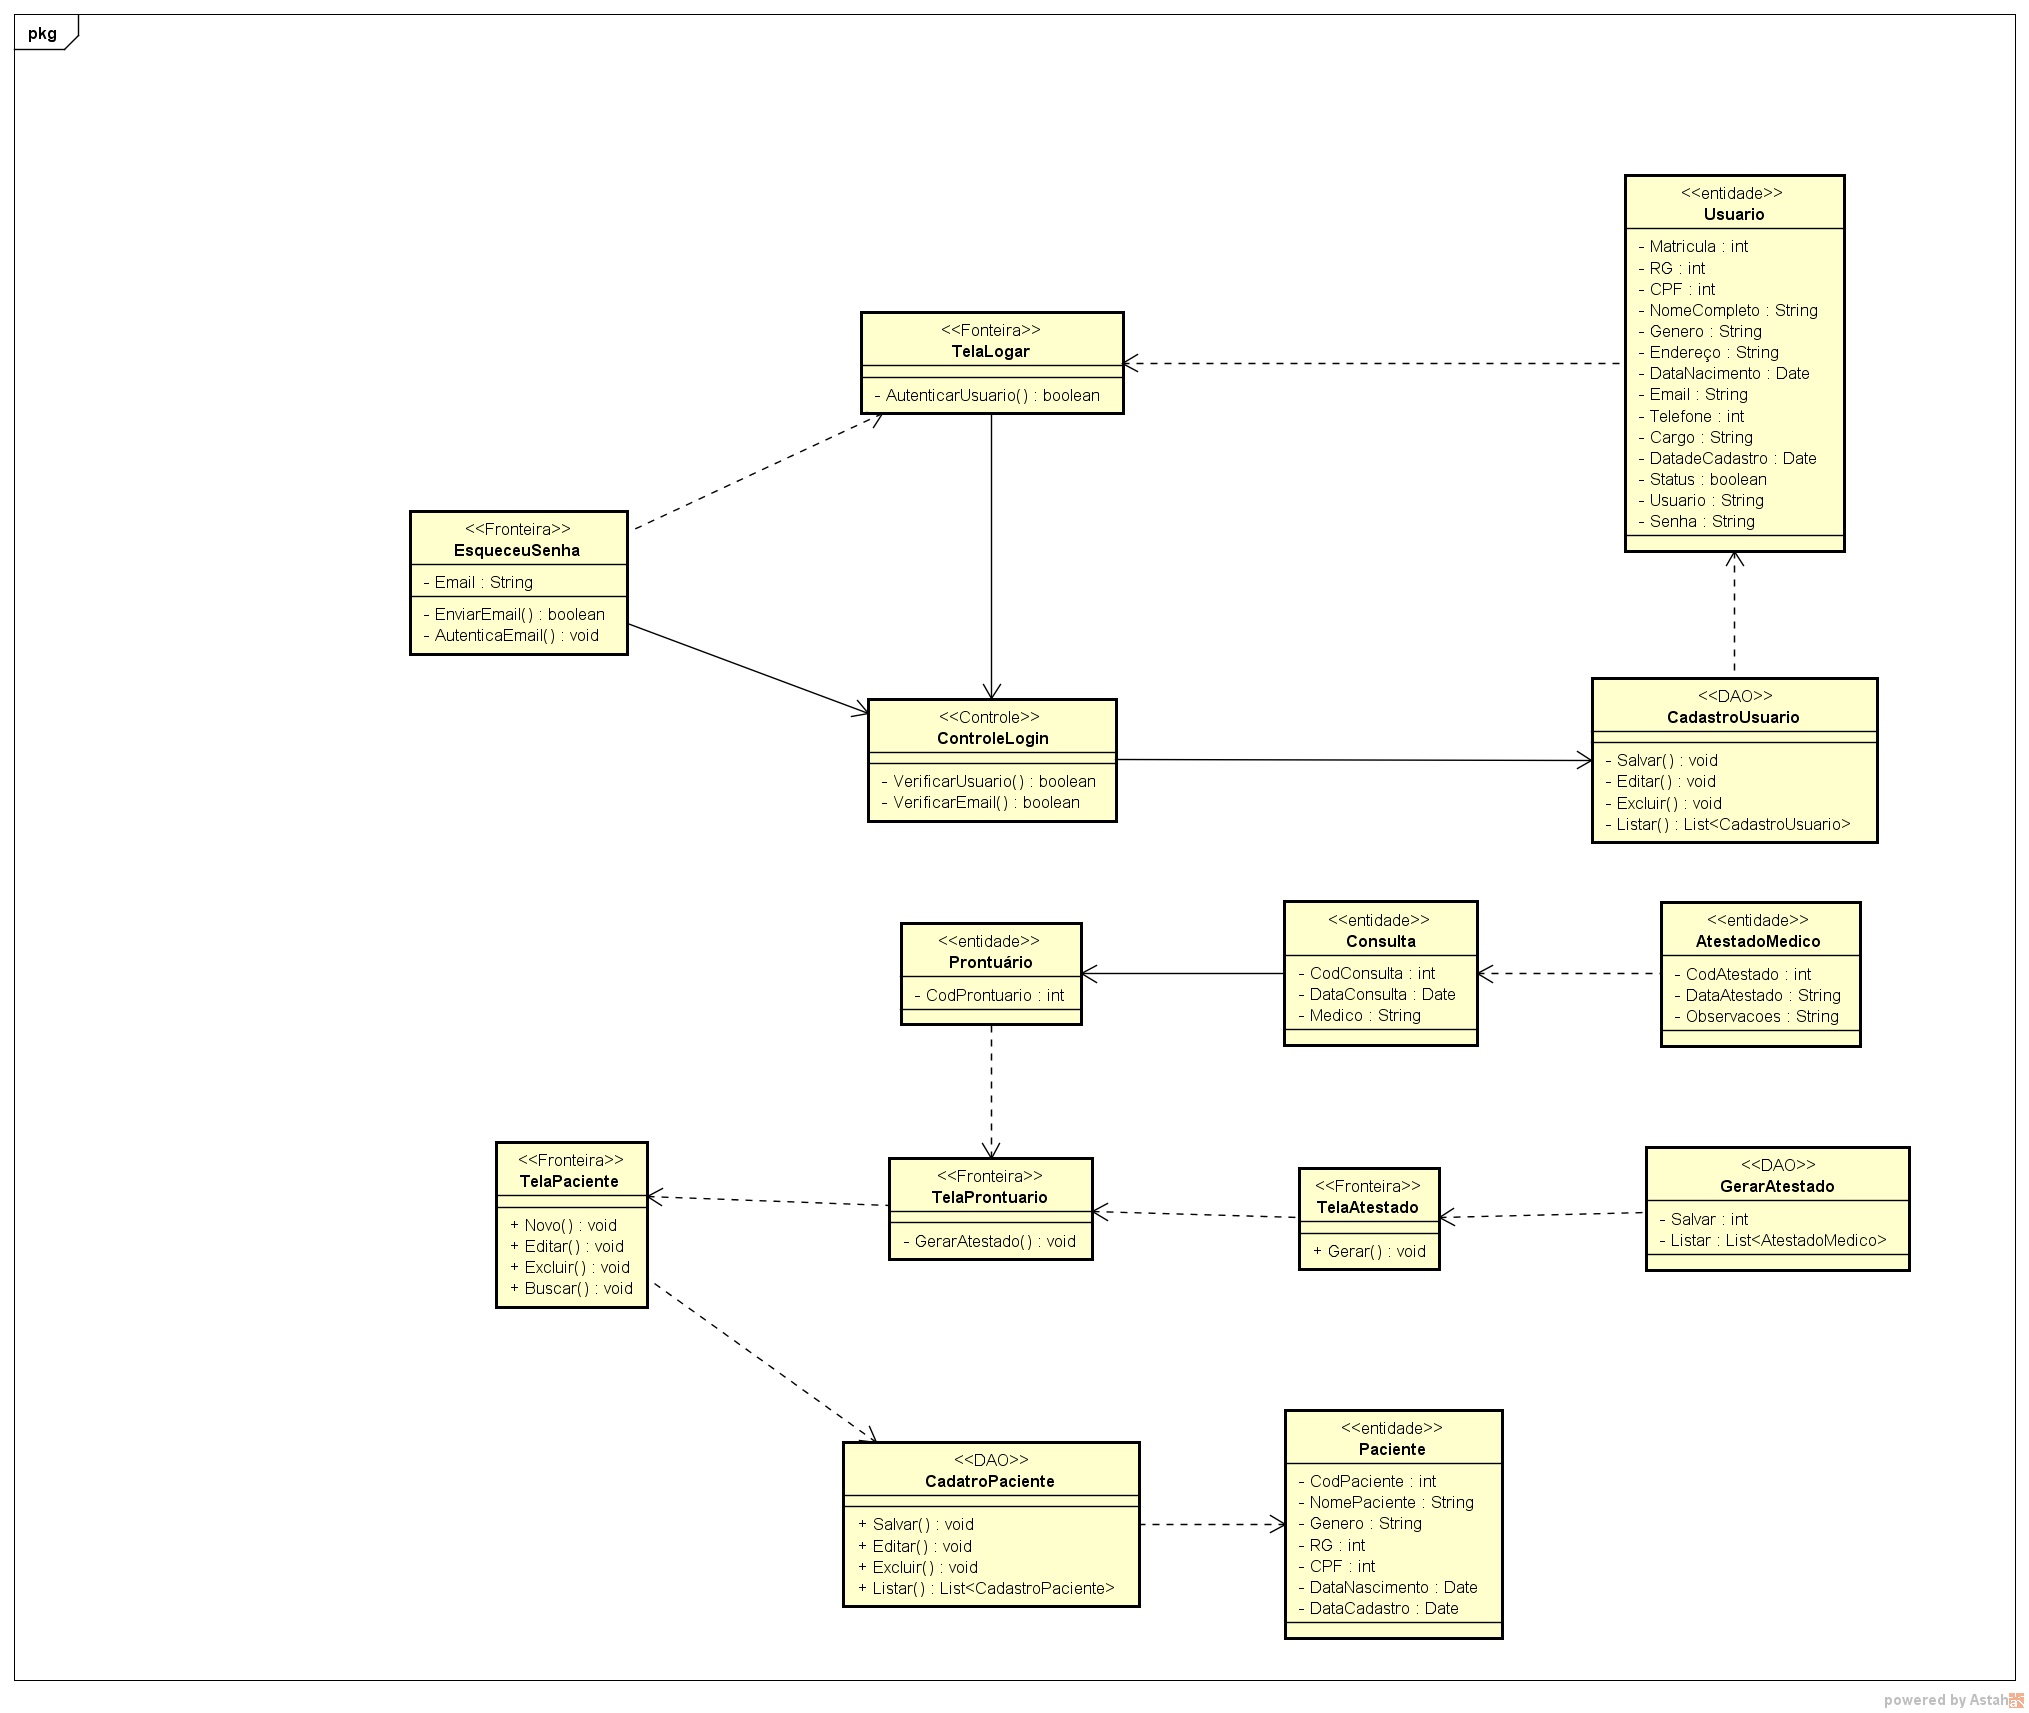 pkg
<<entidade>>
Usuario
- Matricula : int
- RG : int
- CPF : int
- NomeCompleto : String
- Genero : String
- Endereço : String
- DataNacimento : Date
- Email : String
- Telefone : int
- Cargo : String
- DatadeCadastro : Date
- Status : boolean
- Usuario : String
- Senha : String
<<Fonteira>>
TelaLogar
- AutenticarUsuario() : boolean
<<Fronteira>>
EsqueceuSenha
- Email : String
- EnviarEmail() : boolean
- AutenticaEmail() : void
<<Controle>>
ControleLogin
- VerificarUsuario() : boolean
- VerificarEmail() : boolean
<<DAO>>
CadastroUsuario
- Salvar() : void
- Editar() : void
- Excluir() : void
- Listar() : List<CadastroUsuario>
<<entidade>>
Prontuário
- CodProntuario : int
<<entidade>>
Consulta
- CodConsulta : int
- DataConsulta : Date
- Medico : String
<<entidade>>
AtestadoMedico
- CodAtestado : int
- DataAtestado : String
- Observacoes : String
<<Fronteira>>
TelaPaciente
+ Novo() : void
+ Editar() : void
+ Excluir() : void
+ Buscar() : void
<<Fronteira>>
TelaProntuario
- GerarAtestado() : void
<<Fronteira>>
TelaAtestado
+ Gerar() : void
<<DAO>>
GerarAtestado
- Salvar : int
- Listar : List<AtestadoMedico>
<<DAO>>
CadatroPaciente
+ Salvar() : void
+ Editar() : void
+ Excluir() : void
+ Listar() : List<CadastroPaciente>
<<entidade>>
Paciente
- CodPaciente : int
- NomePaciente : String
- Genero : String
- RG : int
- CPF : int
- DataNascimento : Date
- DataCadastro : Date
powered by Astah